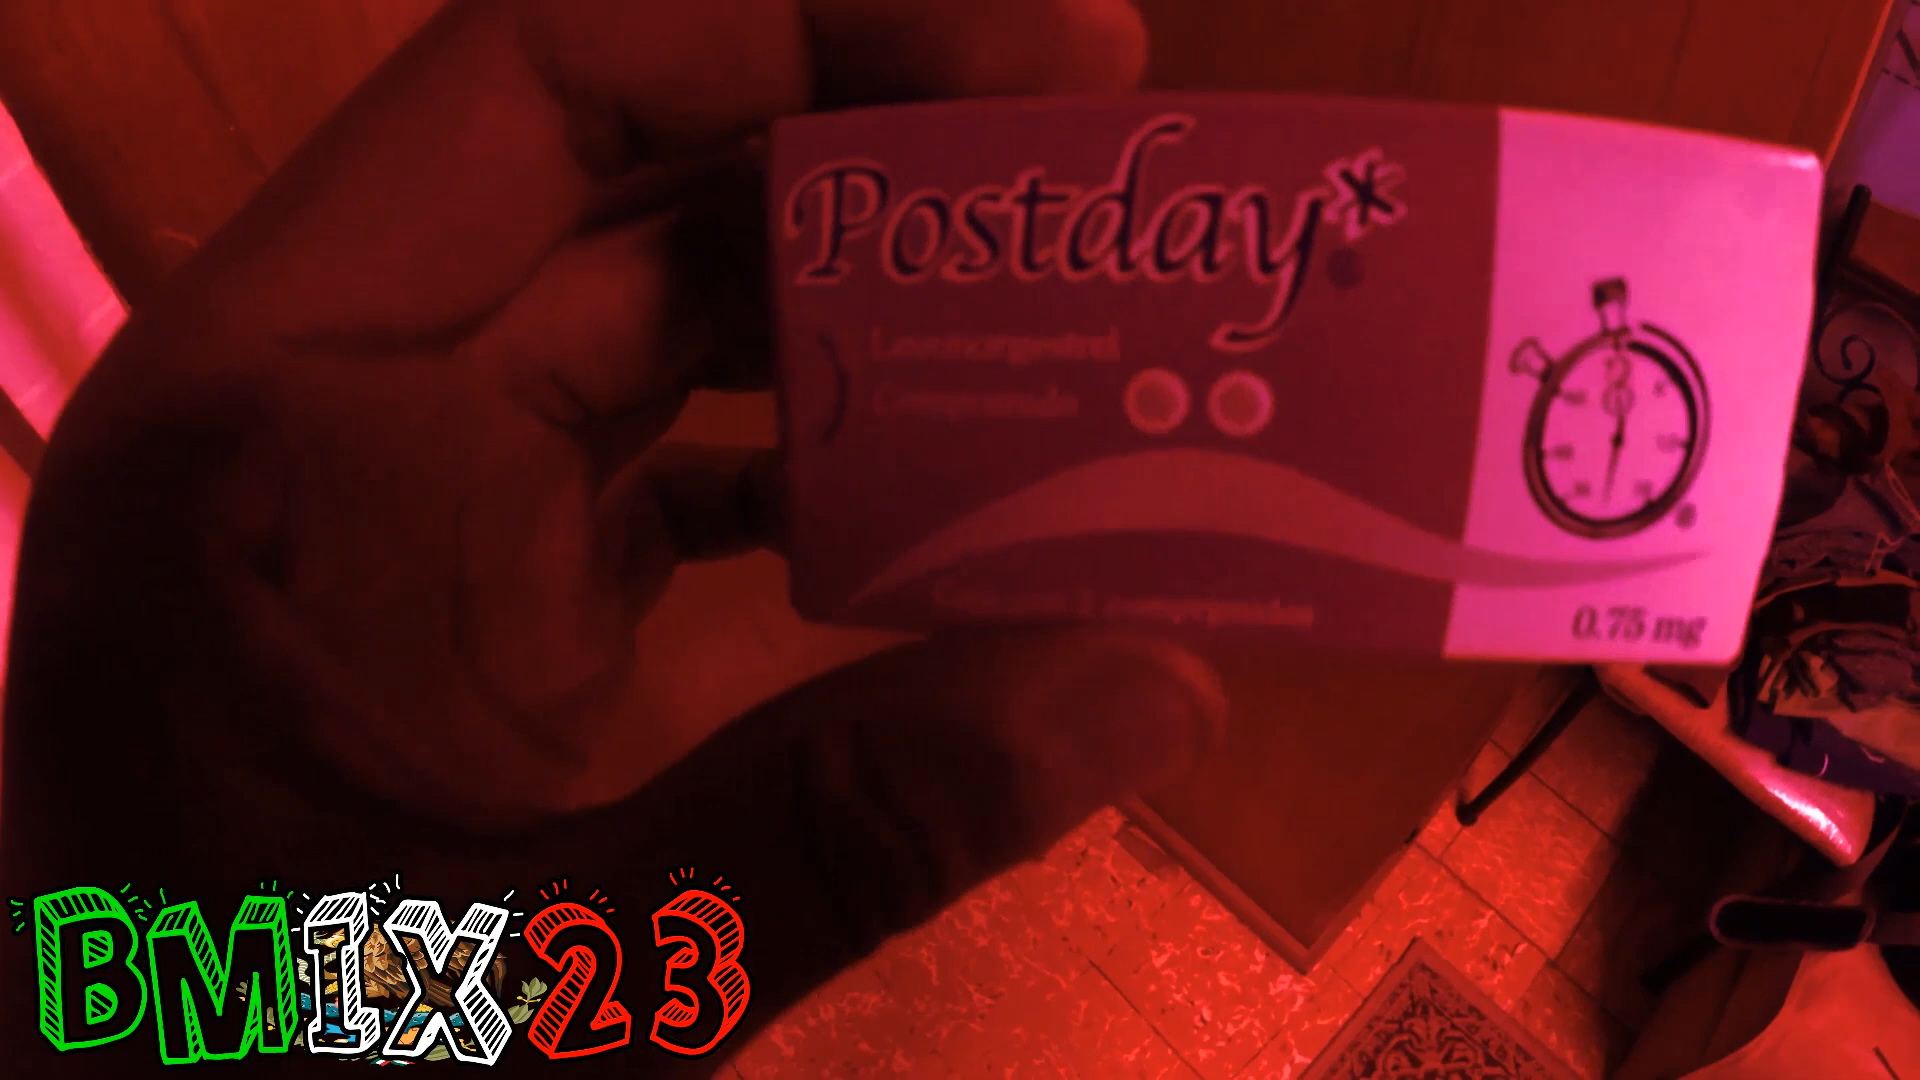 Postday*
Levonorgestrel
Comprimido
0.75 mg
BMIX23